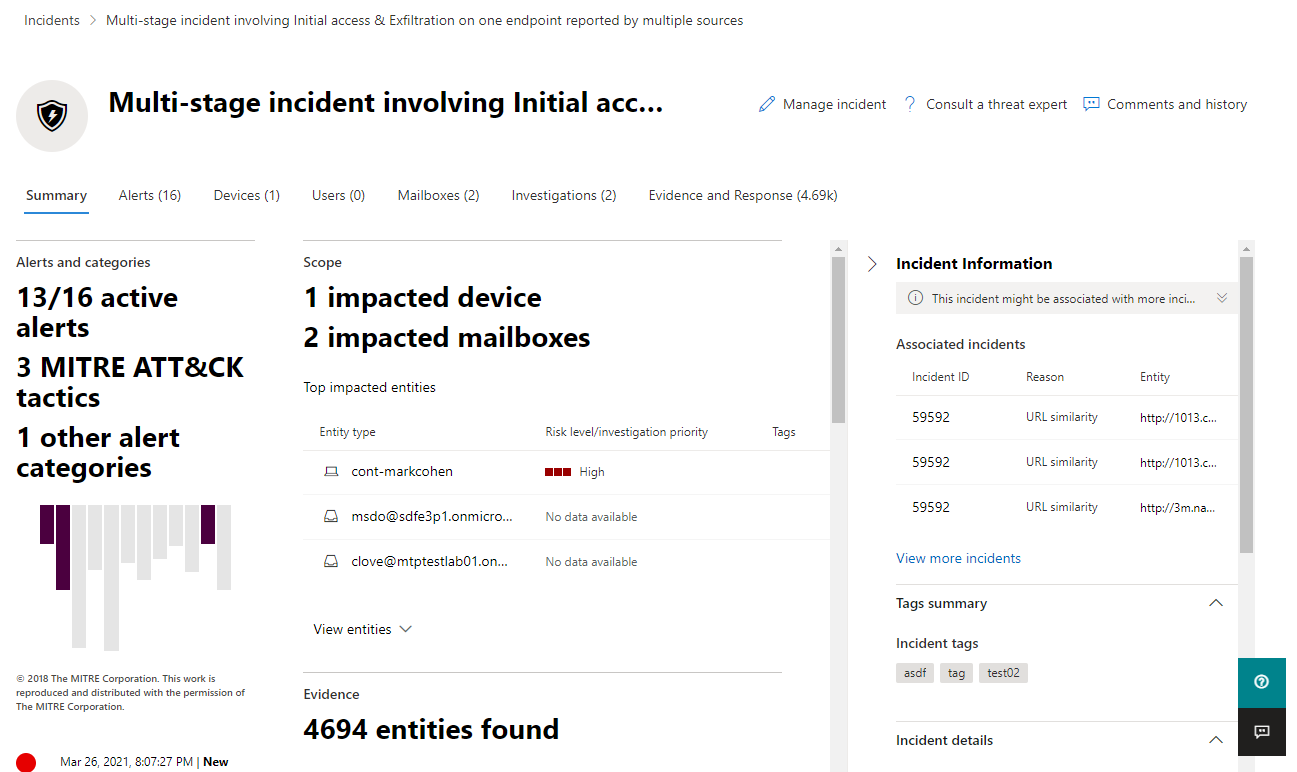 Incidents > Multi-stage incident involving Initial access & Exfiltration on one endpoint reported by multiple sources
Multi-stage incident involving Initial acc...
Manage incident
Consult a threat expert
Comments and history
Summary
Alerts (16)
Devices (1)
Users (0)
Mailboxes (2)
Investigations (2)
Evidence and Response (4.69k)
Alerts and categories
13/16 active
alerts
3 MITRE ATT&CK
tactics
1 other alert
categories
© 2018 The MITRE Corporation. This work is
reproduced and distributed with the permission of
The MITRE Corporation.
Mar 26, 2021, 8:07:27 PM | New
Scope
1 impacted device
2 impacted mailboxes
Top impacted entities
Entity type Risk level/investigation priority Tags
cont-markcohen High
msdo@sdfe3p1.onmicro... No data available
clove@mtptestlab01.on... No data available
View entities
Evidence
4694 entities found
Incident Information
This incident might be associated with more inci...
Associated incidents
Incident ID Reason Entity
59592 URL similarity http://1013.c...
59592 URL similarity http://1013.c...
59592 URL similarity http://3m.na...
View more incidents
Tags summary
Incident tags
asdf tag test02
Incident details